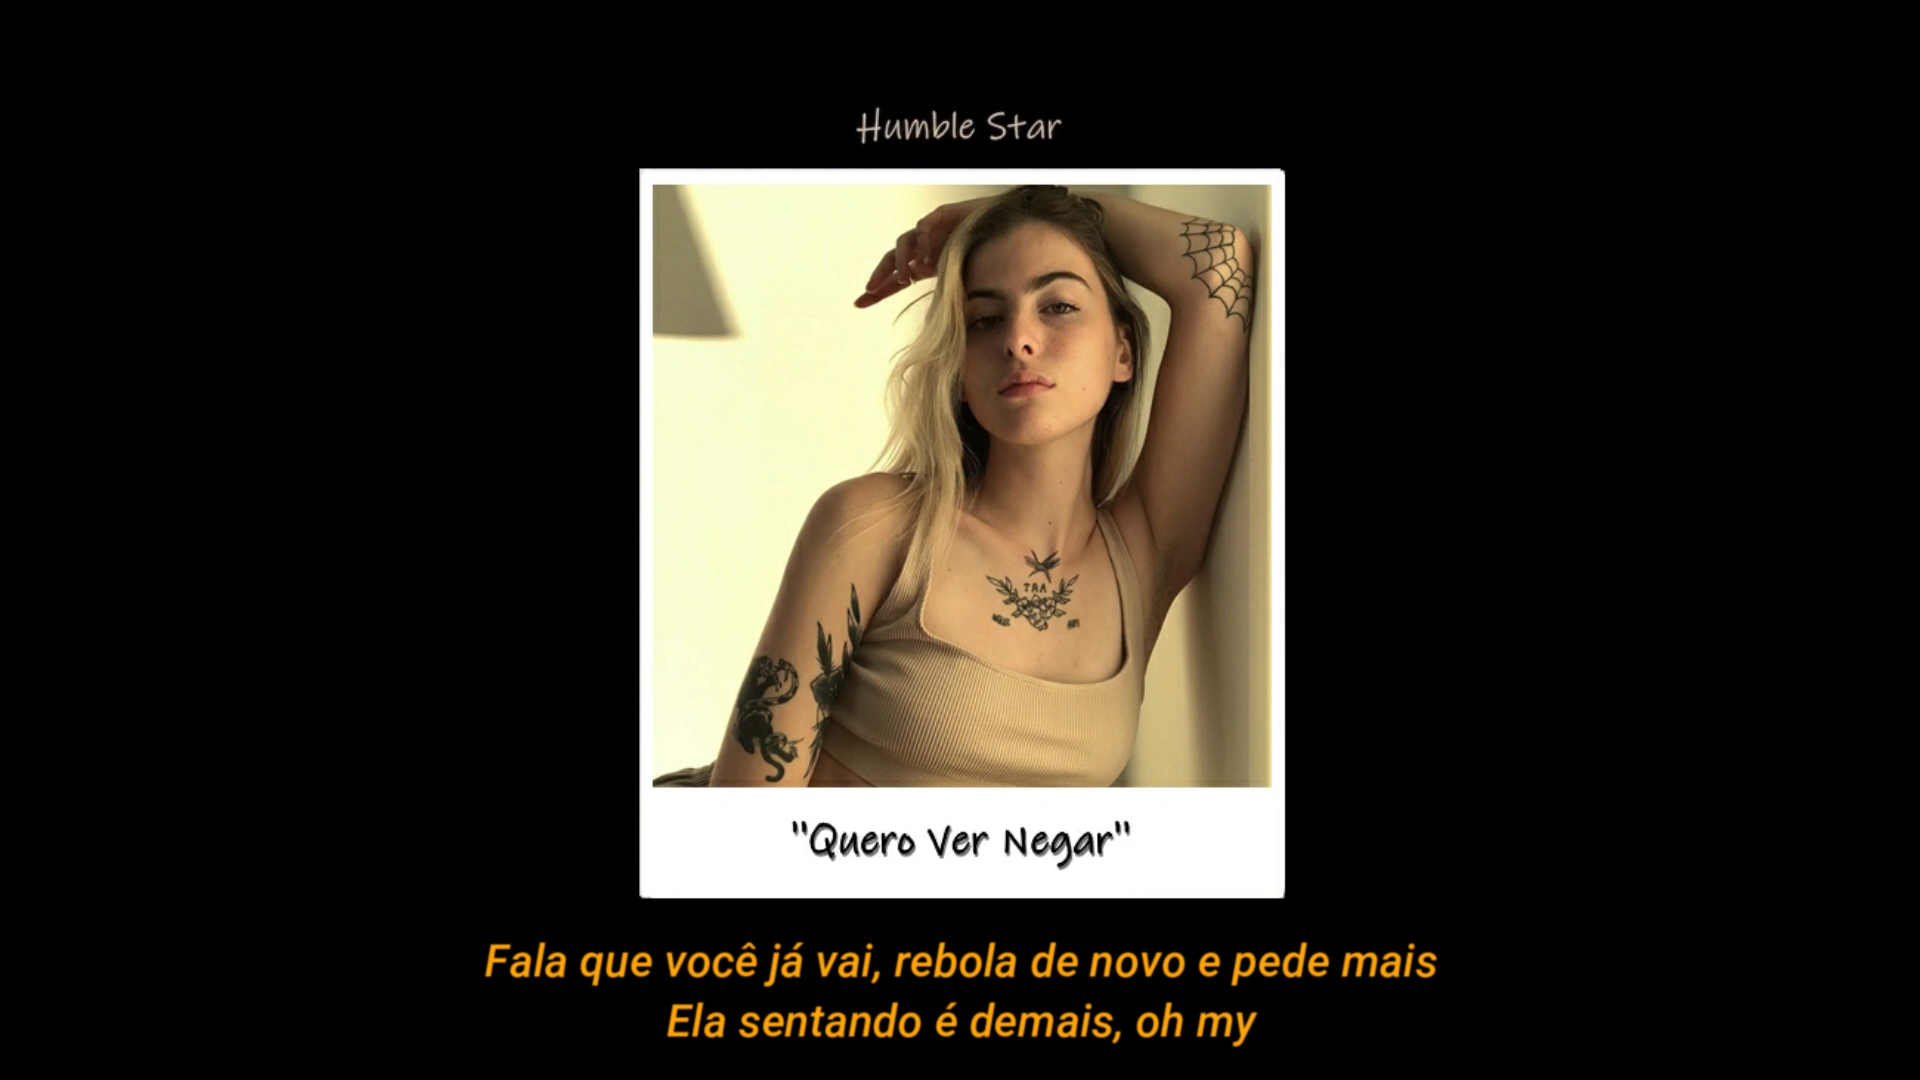 Humble Star
ART
"Quero Ver Negar"
Fala que você já vai, rebola de novo e pede mais
Ela sentando é demais, oh my